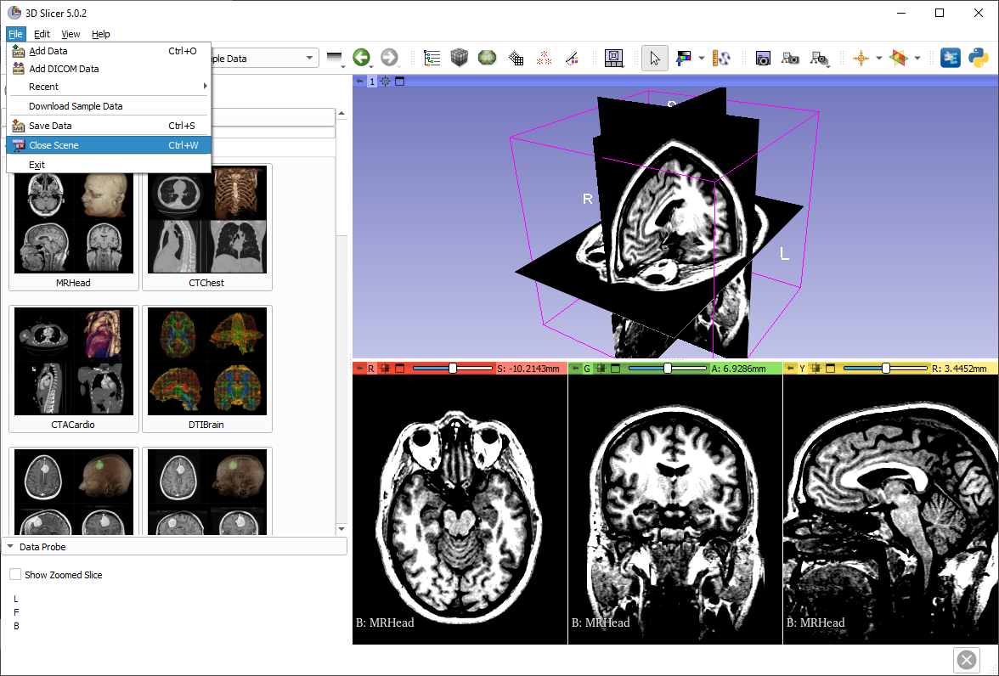 3D Slicer 5.0.2
File Edit View Help
Add Data Ctrl+O
Add DICOM Data
Recent
Download Sample Data
Save Data Ctrl+S
Close Scene Ctrl+W
Exit
ple Data
MRHead
CTChest
CTACardio
DTIBrain
Data Probe
Show Zoomed Slice
L
F
B
1
S
R
L
R S: -10.2143mm
G A: 6.9286mm
Y R: 3.4452mm
B: MRHead
B: MRHead
B: MRHead